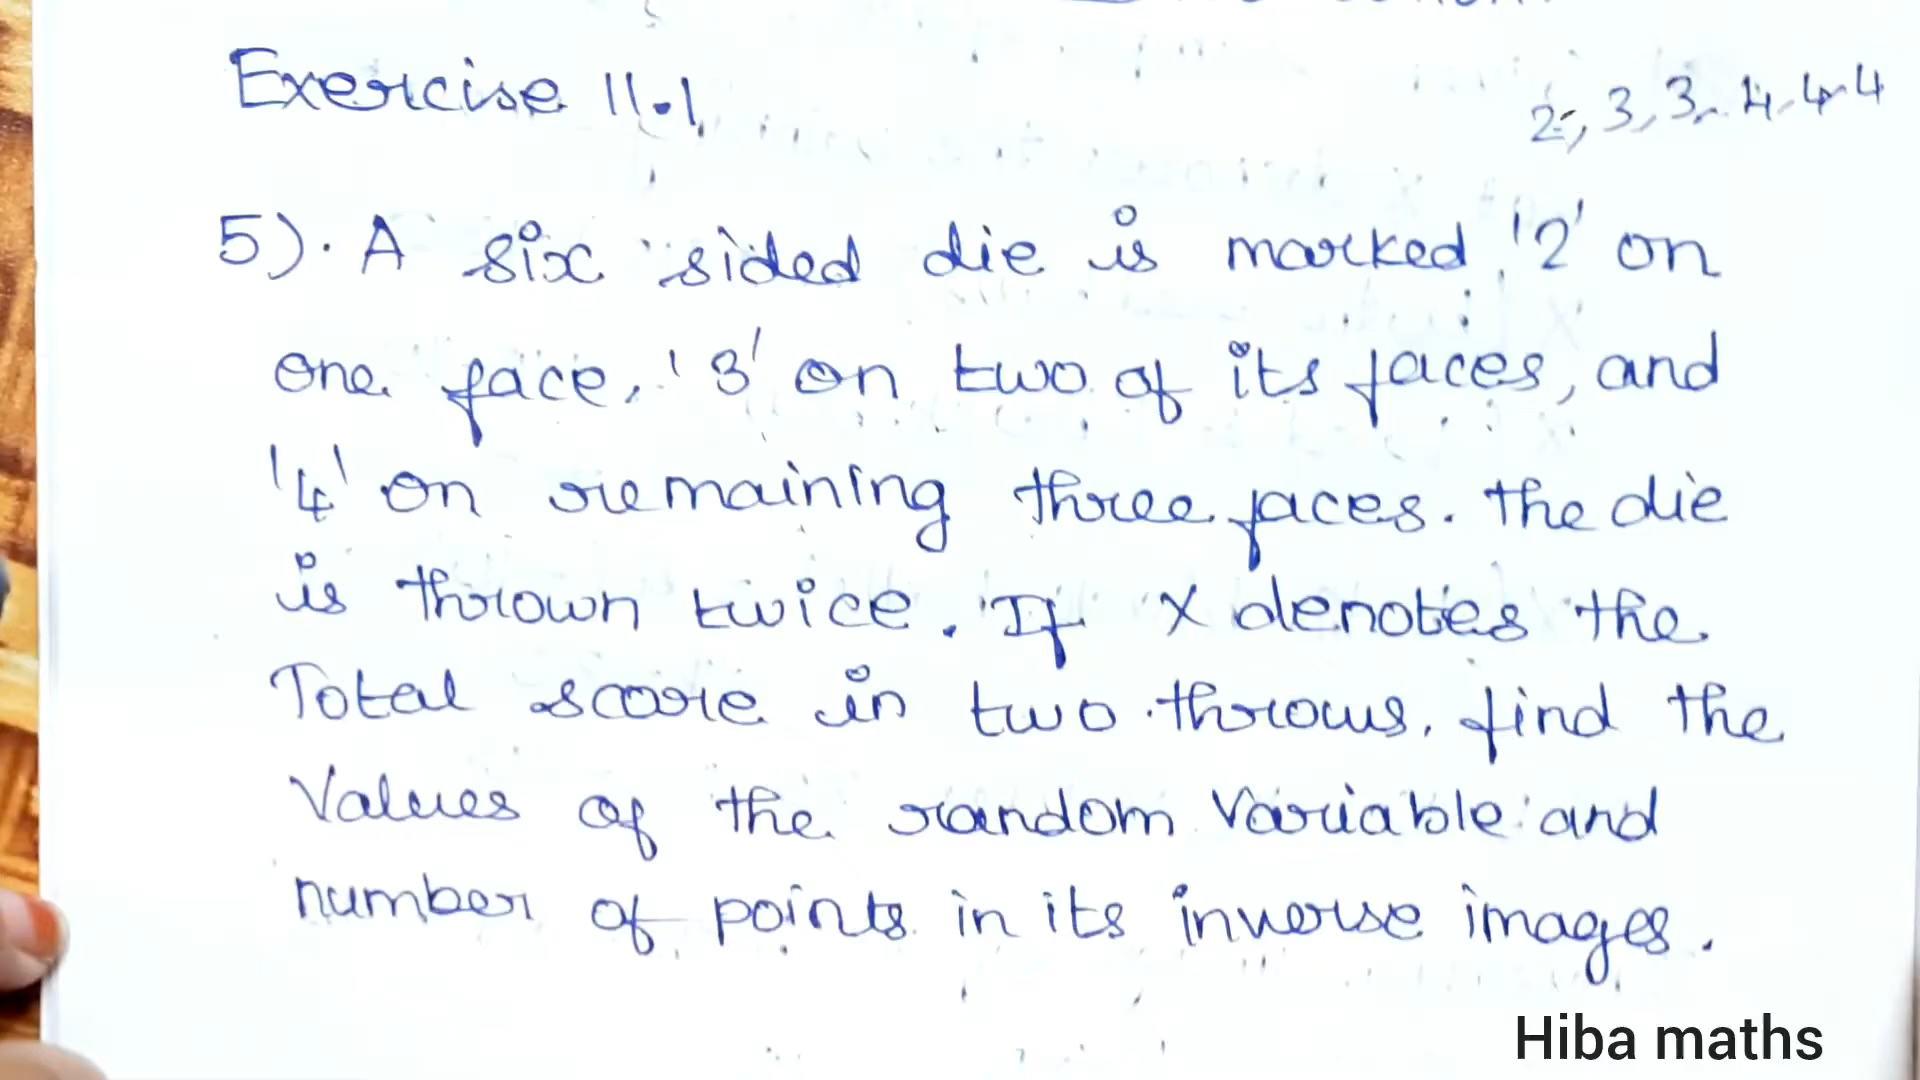 Exercise 11.1
2, 3, 3, 4, 4, 4
5). A six sided die is marked '2' on
one face, '3' on two of its faces, and
'4' on remaining three faces. The die
is thrown twice. If X denotes the
Total score in two throws, find the
Values of the random variable and
number of points in its inverse images.
Hiba maths